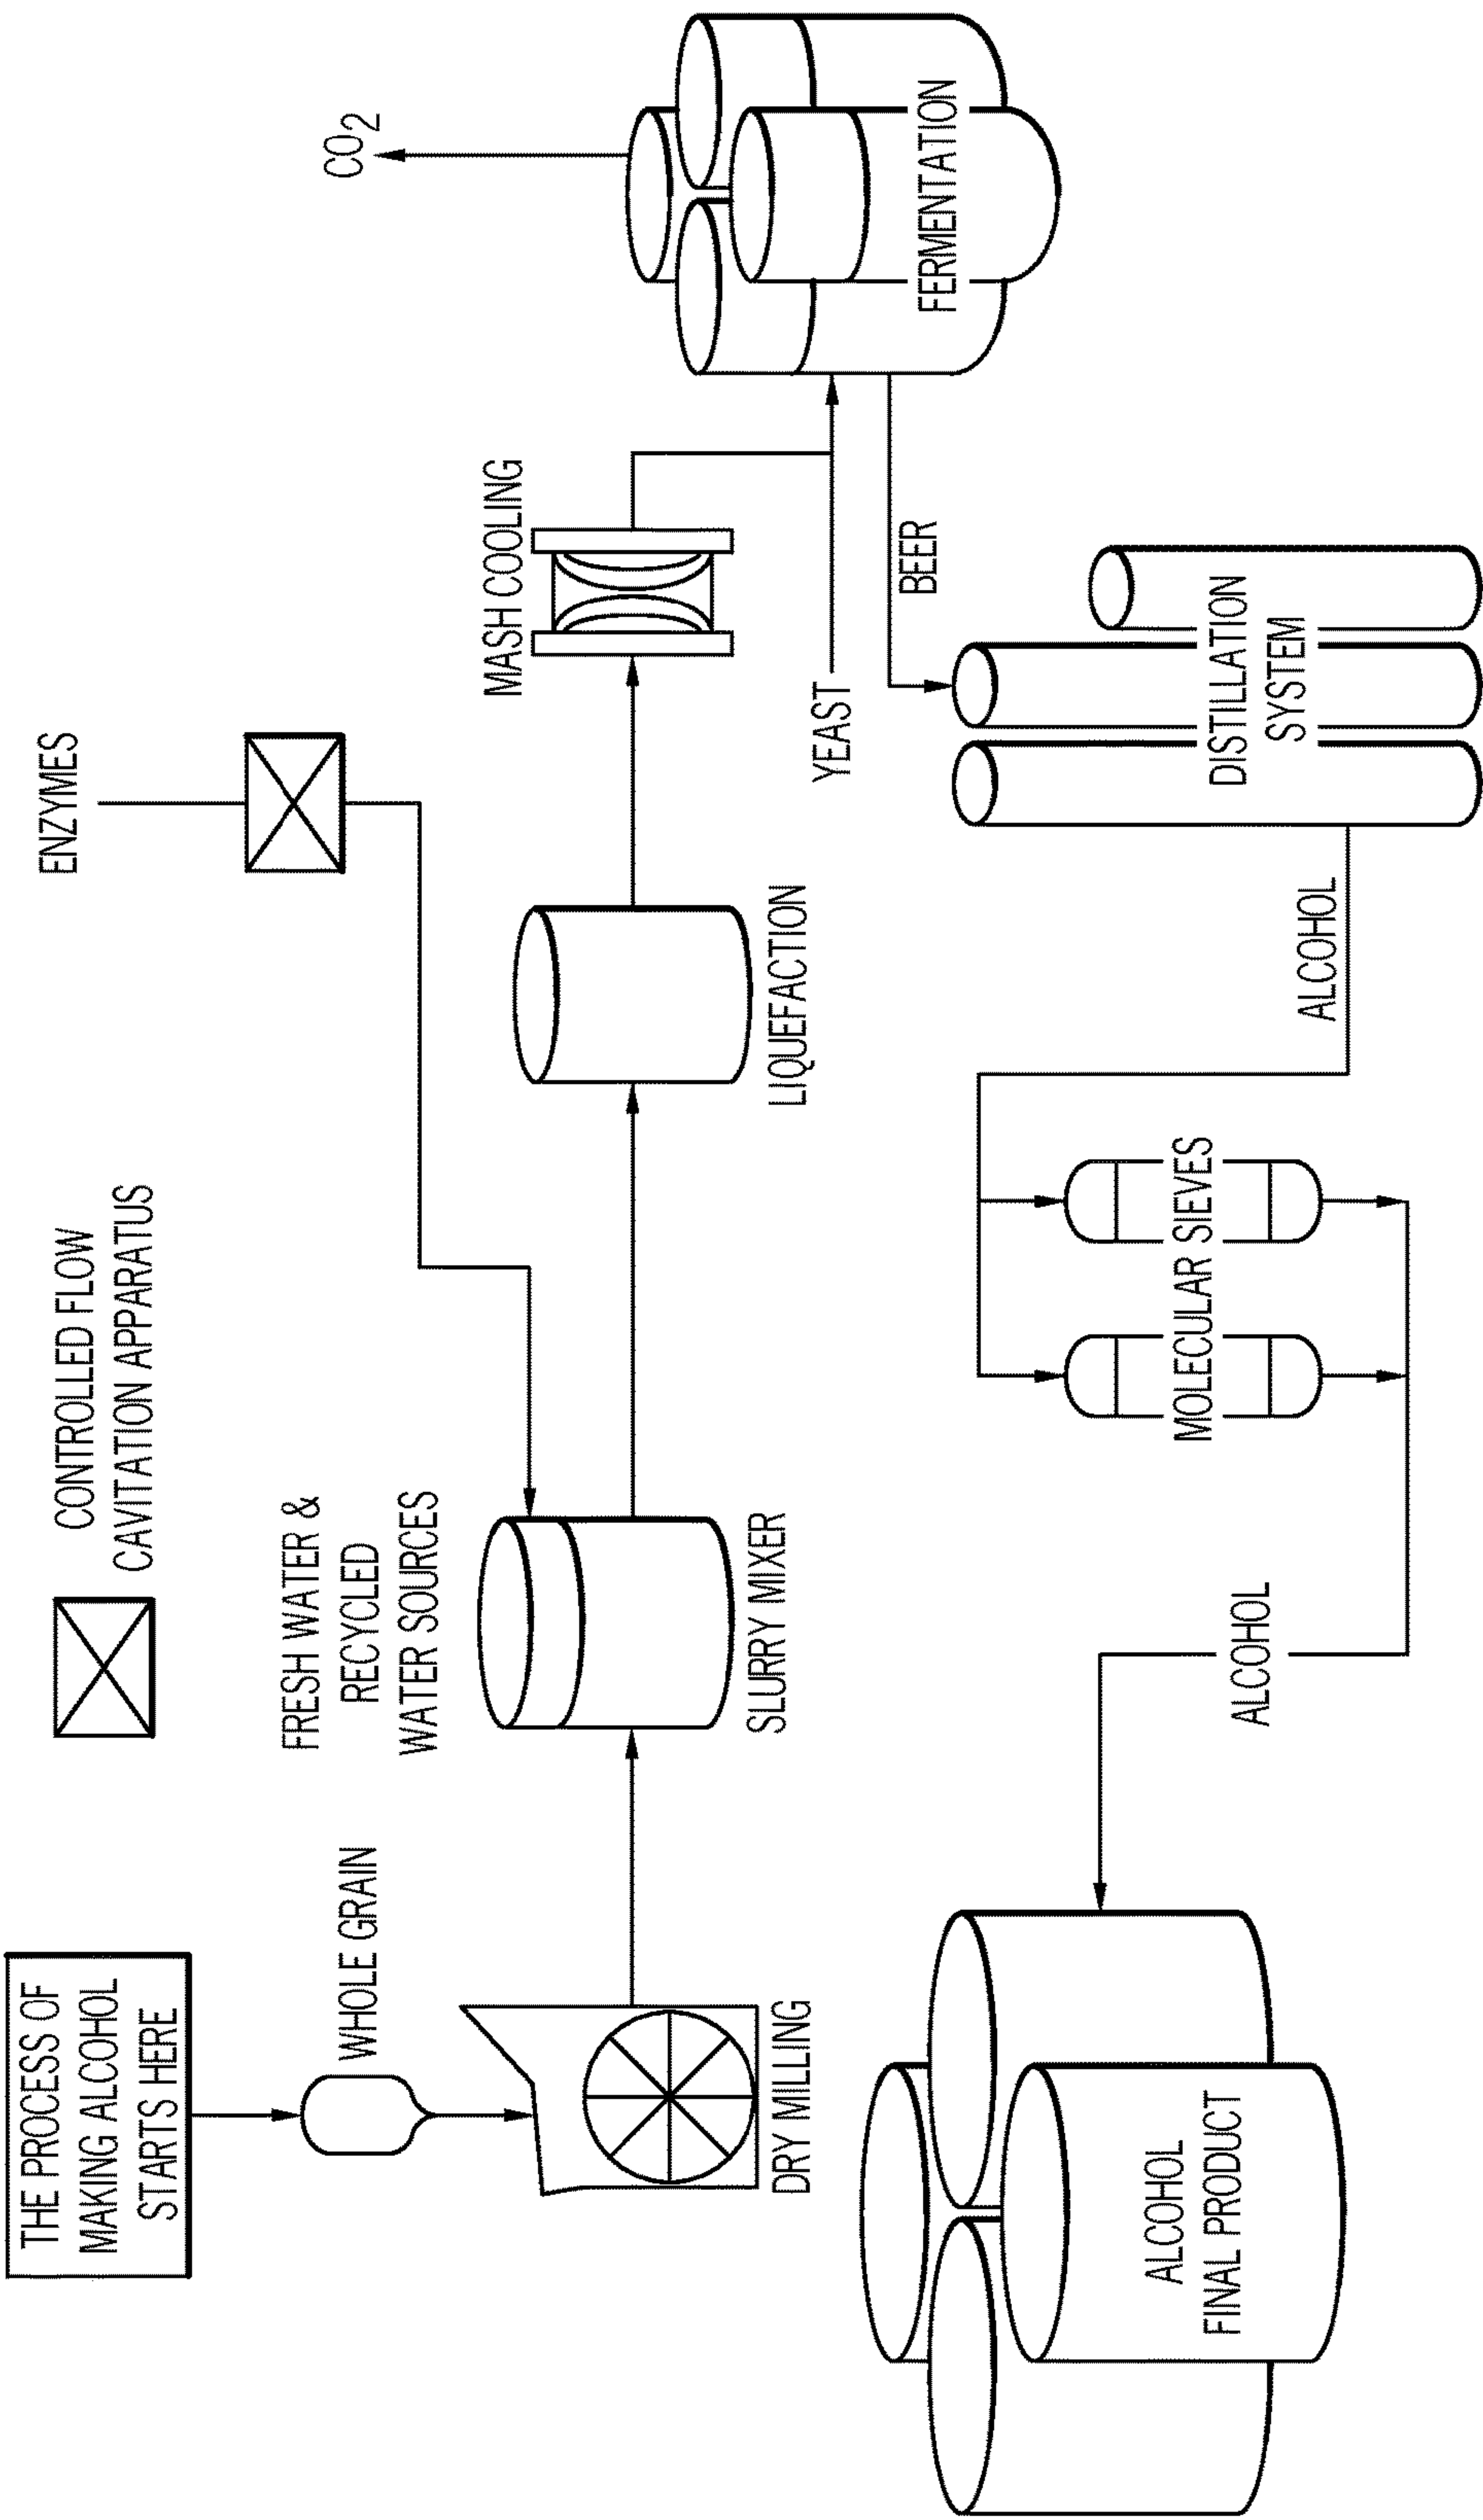 THE PROCESS OF
MAKING ALCOHOL
STARTS HERE
CONTROLLED FLOW
CAVITATION APPARATUS
ENZYMES
WHOLE GRAIN
FRESH WATER &
RECYCLED
WATER SOURCES
CO2
MASH COOLING
DRY MILLING
SLURRY MIXER
LIQUEFACTION
YEAST
BEER
FERMENTATION
ALCOHOL
FINAL PRODUCT
ALCOHOL
MOLECULAR SIEVES
ALCOHOL
DISTILLATION
SYSTEM